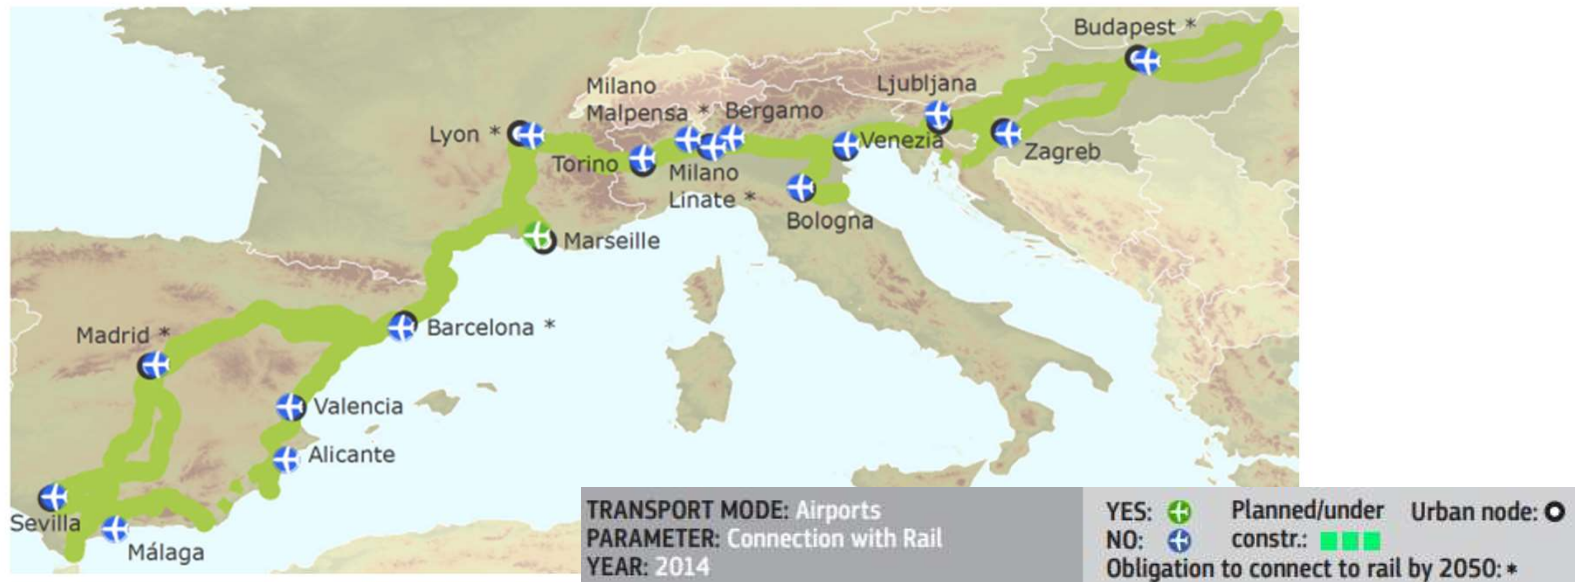 Budapest *
Milano
Malpensa *
Bergamo
Ljubljana
Lyon *
Torino
Venezia
Zagreb
Milano
Linate *
Bologna
Marseille
Madrid *
Barcelona *
Valencia
Alicante
Sevilla
Málaga
TRANSPORT MODE: Airports
PARAMETER: Connection with Rail
YEAR: 2014
YES:
NO:
Planned/under
constr.:
Urban node:
Obligation to connect to rail by 2050: *